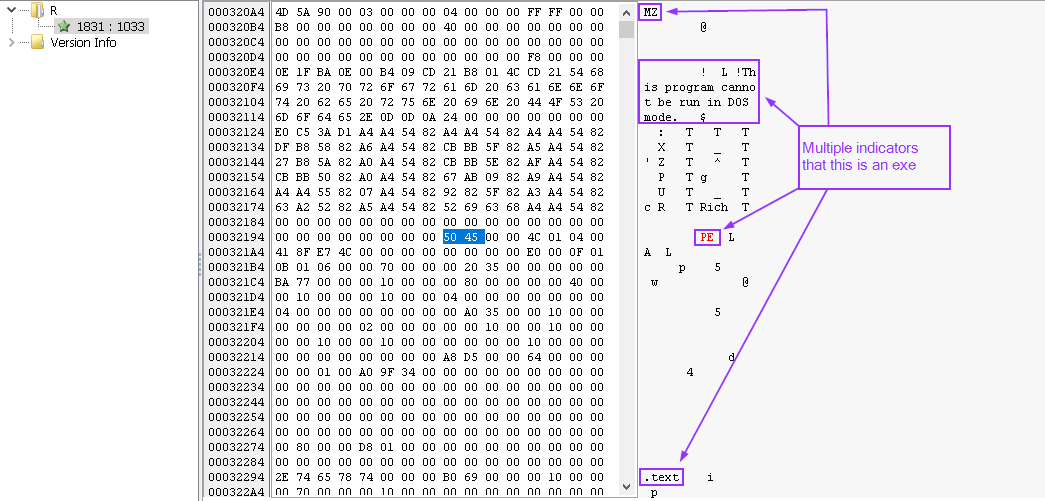 R
1831 : 1033
Version Info
000320A4 4D 5A 90 00 03 00 00 00 04 00 00 00 FF FF 00 00 MZ
000320B4 B8 00 00 00 00 00 00 00 40 00 00 00 00 00 00 00 @
000320C4 00 00 00 00 00 00 00 00 00 00 00 00 00 00 00 00
000320D4 00 00 00 00 00 00 00 00 00 00 00 00 F8 00 00 00
000320E4 0E 1F BA 0E 00 B4 09 CD 21 B8 01 4C CD 21 54 68 ! L !Th
000320F4 69 73 20 70 72 6F 67 72 61 6D 20 63 61 6E 6E 6F is program canno
00032104 74 20 62 65 20 72 75 6E 20 69 6E 20 44 4F 53 20 t be run in DOS
00032114 6D 6F 64 65 2E 0D 0D 0A 24 00 00 00 00 00 00 00 mode. $
00032124 E0 C5 3A D1 A4 A4 54 82 A4 A4 54 82 A4 A4 54 82 : T T T
00032134 DF B8 58 82 A6 A4 54 82 CB BB 5F 82 A5 A4 54 82 X T _ T
00032144 27 B8 5A 82 A0 A4 54 82 CB BB 5E 82 AF A4 54 82 ' Z T ^ T
00032154 CB BB 50 82 A0 A4 54 82 67 AB 09 82 A9 A4 54 82 P T g T
00032164 A4 A4 55 82 07 A4 54 82 92 82 5F 82 A3 A4 54 82 U T _ T
00032174 63 A2 52 82 A5 A4 54 82 52 69 63 68 A4 A4 54 82 c R T Rich T
00032184 00 00 00 00 00 00 00 00 00 00 00 00 00 00 00 00
00032194 00 00 00 00 00 00 00 00 50 45 00 00 4C 01 04 00 PE L
000321A4 41 8F E7 4C 00 00 00 00 00 00 00 00 E0 00 0F 01 A L
000321B4 0B 01 06 00 00 70 00 00 00 20 35 00 00 00 00 00 p 5
000321C4 BA 77 00 00 00 10 00 00 00 80 00 00 00 00 40 00 w @
000321D4 00 10 00 00 00 10 00 00 04 00 00 00 00 00 00 00
000321E4 04 00 00 00 00 00 00 00 00 A0 35 00 00 10 00 00 5
000321F4 00 00 00 00 02 00 00 00 00 00 10 00 00 10 00 00
00032204 00 00 10 00 00 10 00 00 00 00 00 00 10 00 00 00
00032214 00 00 00 00 00 00 00 00 A8 D5 00 00 64 00 00 00 d
00032224 00 00 01 00 A0 9F 34 00 00 00 00 00 00 00 00 00 4
00032234 00 00 00 00 00 00 00 00 00 00 00 00 00 00 00 00
00032244 00 00 00 00 00 00 00 00 00 00 00 00 00 00 00 00
00032254 00 00 00 00 00 00 00 00 00 00 00 00 00 00 00 00
00032264 00 00 00 00 00 00 00 00 00 00 00 00 00 00 00 00
00032274 00 80 00 00 D8 01 00 00 00 00 00 00 00 00 00 00
00032284 00 00 00 00 00 00 00 00 00 00 00 00 00 00 00 00
00032294 2E 74 65 78 74 00 00 00 B0 69 00 00 00 10 00 00 .text i
000322A4 00 70 00 00 00 10 00 00 00 00 00 00 00 00 00 00 p
Multiple indicators
that this is an exe